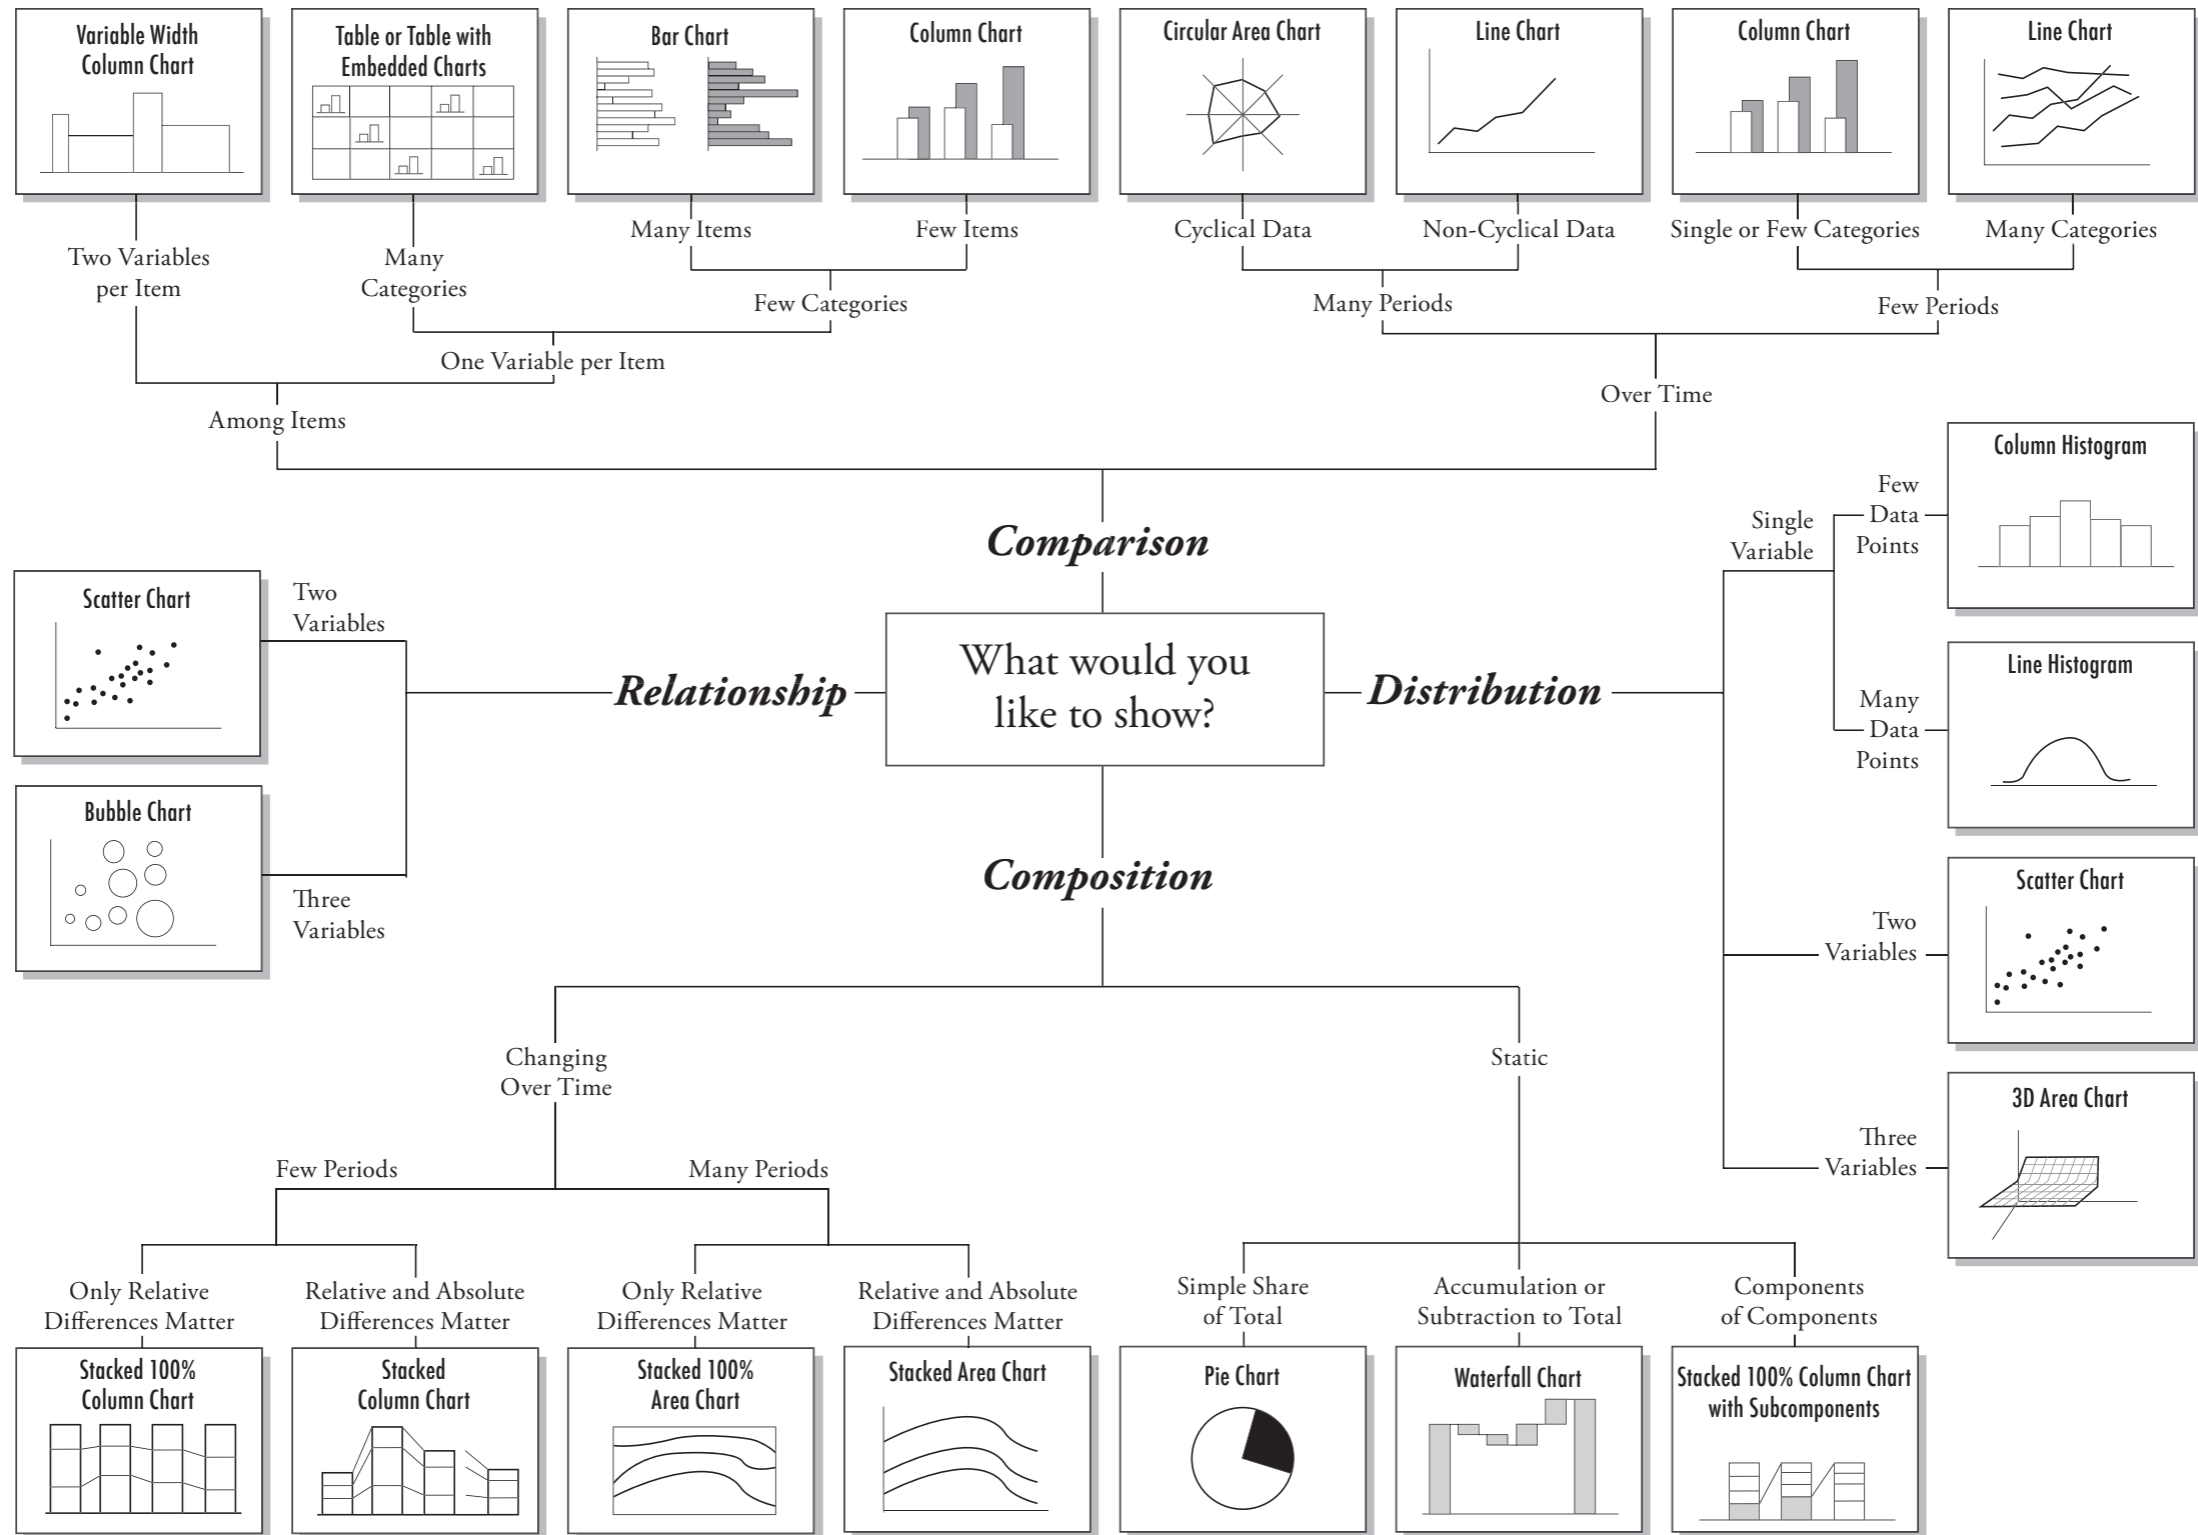 Variable Width
Column Chart
Table or Table with
Embedded Charts
Bar Chart
Column Chart
Circular Area Chart
Line Chart
Column Chart
Line Chart
Two Variables
per Item
Many
Categories
Many Items
Few Items
Cyclical Data
Non-Cyclical Data
Single or Few Categories
Many Categories
Few Categories
Many Periods
Few Periods
One Variable per Item
Among Items
Over Time
Comparison
What would you
like to show?
Relationship
Two
Variables
Scatter Chart
Three
Variables
Bubble Chart
Distribution
Single
Variable
Few
Data
Points
Column Histogram
Many
Data
Points
Line Histogram
Two
Variables
Scatter Chart
Three
Variables
3D Area Chart
Composition
Changing
Over Time
Static
Few Periods
Many Periods
Only Relative
Differences Matter
Relative and Absolute
Differences Matter
Only Relative
Differences Matter
Relative and Absolute
Differences Matter
Simple Share
of Total
Accumulation or
Subtraction to Total
Components
of Components
Stacked 100%
Column Chart
Stacked
Column Chart
Stacked 100%
Area Chart
Stacked Area Chart
Pie Chart
Waterfall Chart
Stacked 100% Column Chart
with Subcomponents